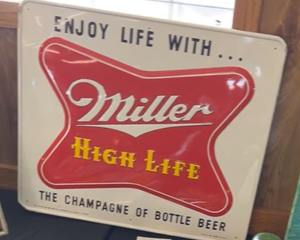 ENJOY LIFE WITH...
Miller
HIGH LIFE
THE CHAMPAGNE OF BOTTLE BEER